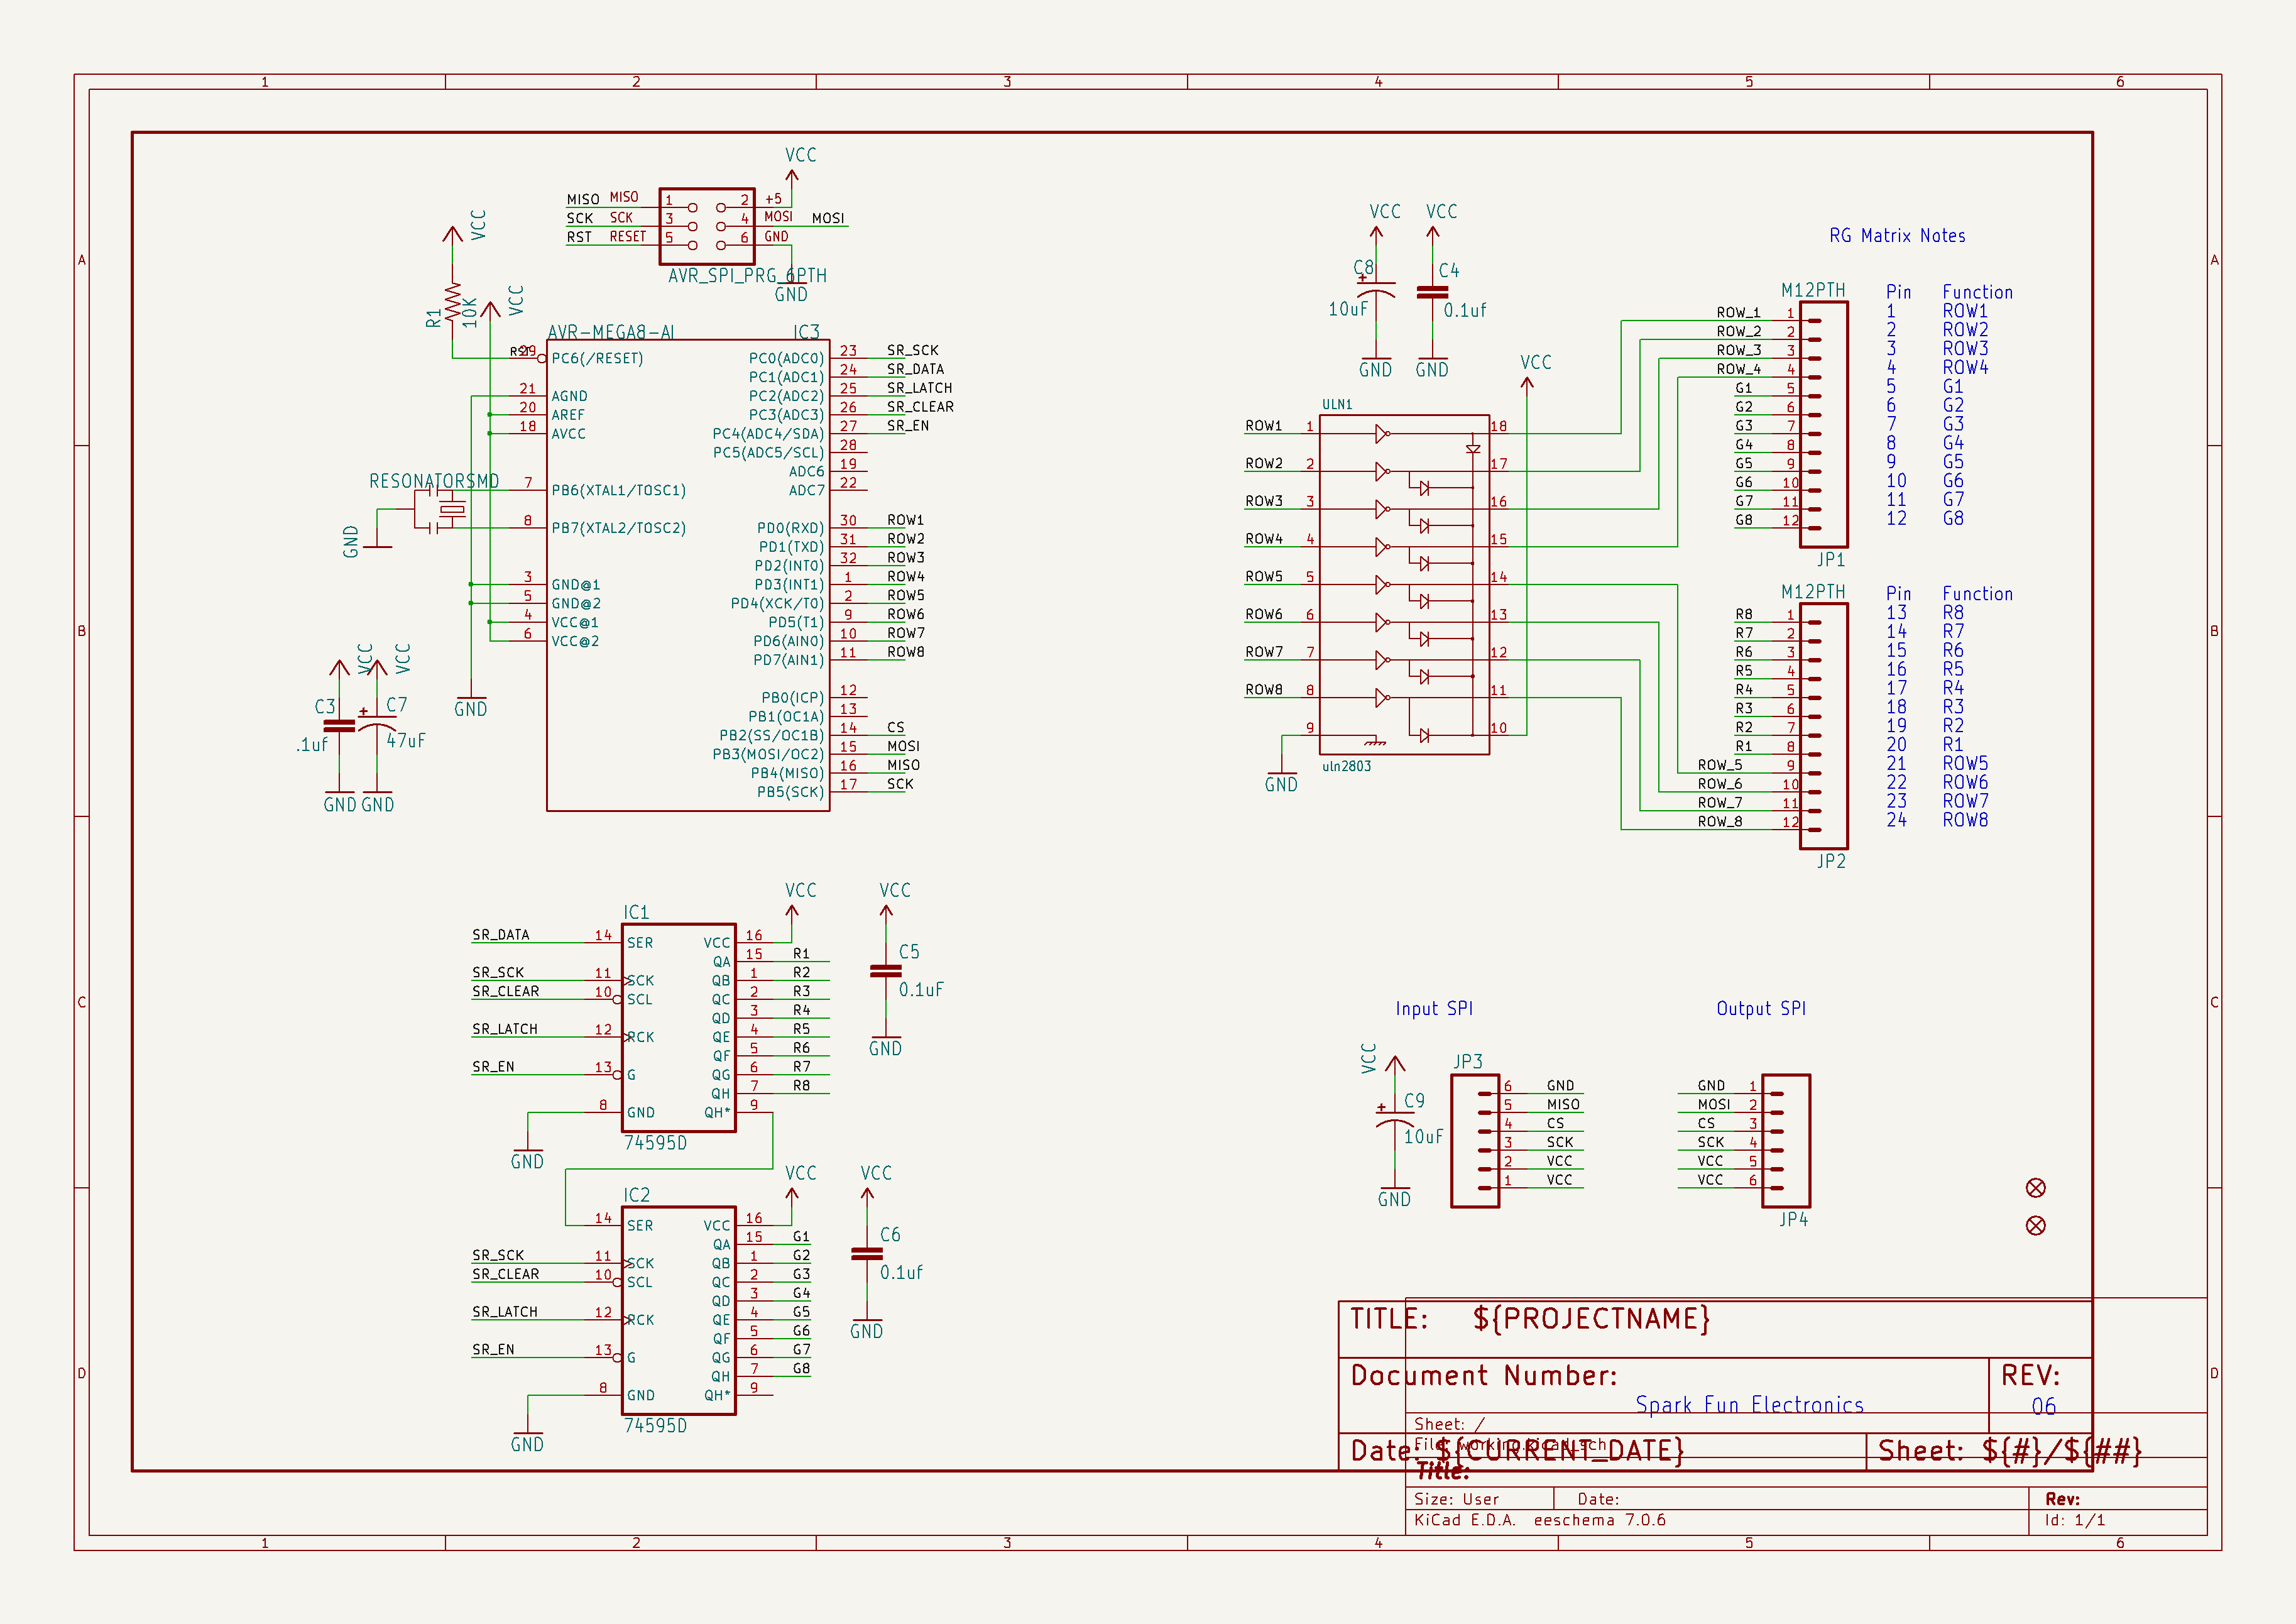 1 2 3 4 5 6
A A
B B
C C
D D
VCC
MISO MISO 1 2 +5
SCK SCK 3 4 MOSI MOSI
RST RESET 5 6 GND
AVR_SPI_PRG_6PTH
GND
VCC
R1
10K
VCC
AVR-MEGA8-AI IC3
RST 29 PC6(/RESET)
21 AGND
20 AREF
18 AVCC
RESONATORSMD
7 PB6(XTAL1/TOSC1)
8 PB7(XTAL2/TOSC2)
GND
3 GND@1
5 GND@2
4 VCC@1
6 VCC@2
GND
PC0(ADC0) 23 SR_SCK
PC1(ADC1) 24 SR_DATA
PC2(ADC2) 25 SR_LATCH
PC3(ADC3) 26 SR_CLEAR
PC4(ADC4/SDA) 27 SR_EN
PC5(ADC5/SCL) 28
ADC6 19
ADC7 22
PD0(RXD) 30 ROW1
PD1(TXD) 31 ROW2
PD2(INT0) 32 ROW3
PD3(INT1) 1 ROW4
PD4(XCK/T0) 2 ROW5
PD5(T1) 9 ROW6
PD6(AIN0) 10 ROW7
PD7(AIN1) 11 ROW8
PB0(ICP) 12
PB1(OC1A) 13
PB2(SS/OC1B) 14 CS
PB3(MOSI/OC2) 15 MOSI
PB4(MISO) 16 MISO
PB5(SCK) 17 SCK
VCC VCC
C3 C7
.1uf 47uF
GND GND
VCC VCC
C8 C4
10uF 0.1uf
GND GND
VCC
ULN1
ROW1 1 18
ROW2 2 17
ROW3 3 16
ROW4 4 15
ROW5 5 14
ROW6 6 13
ROW7 7 12
ROW8 8 11
9 10
GND
uln2803
RG Matrix Notes
M12PTH Pin Function
ROW_1 1 1 ROW1
ROW_2 2 2 ROW2
ROW_3 3 3 ROW3
ROW_4 4 4 ROW4
G1 5 5 G1
G2 6 6 G2
G3 7 7 G3
G4 8 8 G4
G5 9 9 G5
G6 10 10 G6
G7 11 11 G7
G8 12 12 G8
JP1
M12PTH Pin Function
R8 1 13 R8
R7 2 14 R7
R6 3 15 R6
R5 4 16 R5
R4 5 17 R4
R3 6 18 R3
R2 7 19 R2
R1 8 20 R1
ROW_5 9 21 ROW5
ROW_6 10 22 ROW6
ROW_7 11 23 ROW7
ROW_8 12 24 ROW8
JP2
IC1 VCC VCC
SR_DATA 14 SER VCC 16
QA 15 R1
SR_SCK 11 SCK QB 1 R2
SR_CLEAR 10 SCL QC 2 R3
QD 3 R4
SR_LATCH 12 RCK QE 4 R5
QF 5 R6
SR_EN 13 G QG 6 R7
QH 7 R8
8 GND QH* 9
GND 74595D
C5
0.1uF
GND
IC2 VCC VCC
14 SER VCC 16
QA 15 G1
SR_SCK 11 SCK QB 1 G2
SR_CLEAR 10 SCL QC 2 G3
QD 3 G4
SR_LATCH 12 RCK QE 4 G5
QF 5 G6
SR_EN 13 G QG 6 G7
QH 7 G8
8 GND QH* 9
GND 74595D
C6
0.1uf
GND
Input SPI Output SPI
VCC
C9
10uF
GND
JP3
6 GND
5 MISO
4 CS
3 SCK
2 VCC
1 VCC
GND 1
MOSI 2
CS 3
SCK 4
VCC 5
VCC 6
JP4
TITLE: ${PROJECTNAME}
Document Number: REV:
Spark Fun Electronics 06
Sheet: /
File: working.kicad_sch
Date: ${CURRENT_DATE} Sheet: ${#}/${##}
Title:
Size: User Date: Rev:
KiCad E.D.A. eeschema 7.0.6 Id: 1/1
1 2 3 4 5 6